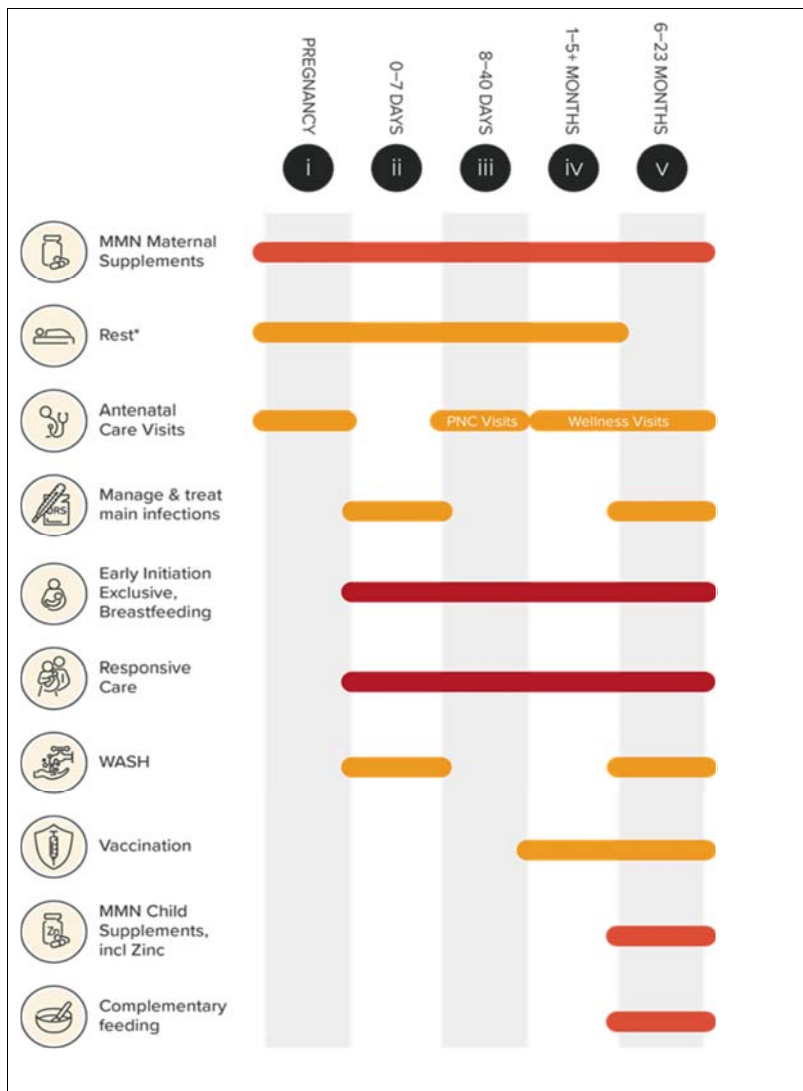 PREGNANCY
0–7 DAYS
8–40 DAYS
1–5+ MONTHS
6–23 MONTHS
i
ii
iii
iv
v
MMN Maternal
Supplements
Rest*
Antenatal
Care Visits
PNC Visits
Wellness Visits
Manage & treat
main infections
ORS
Early Initiation
Exclusive,
Breastfeeding
Responsive
Care
WASH
Vaccination
MMN Child
Supplements,
incl Zinc
Zn
Complementary
feeding